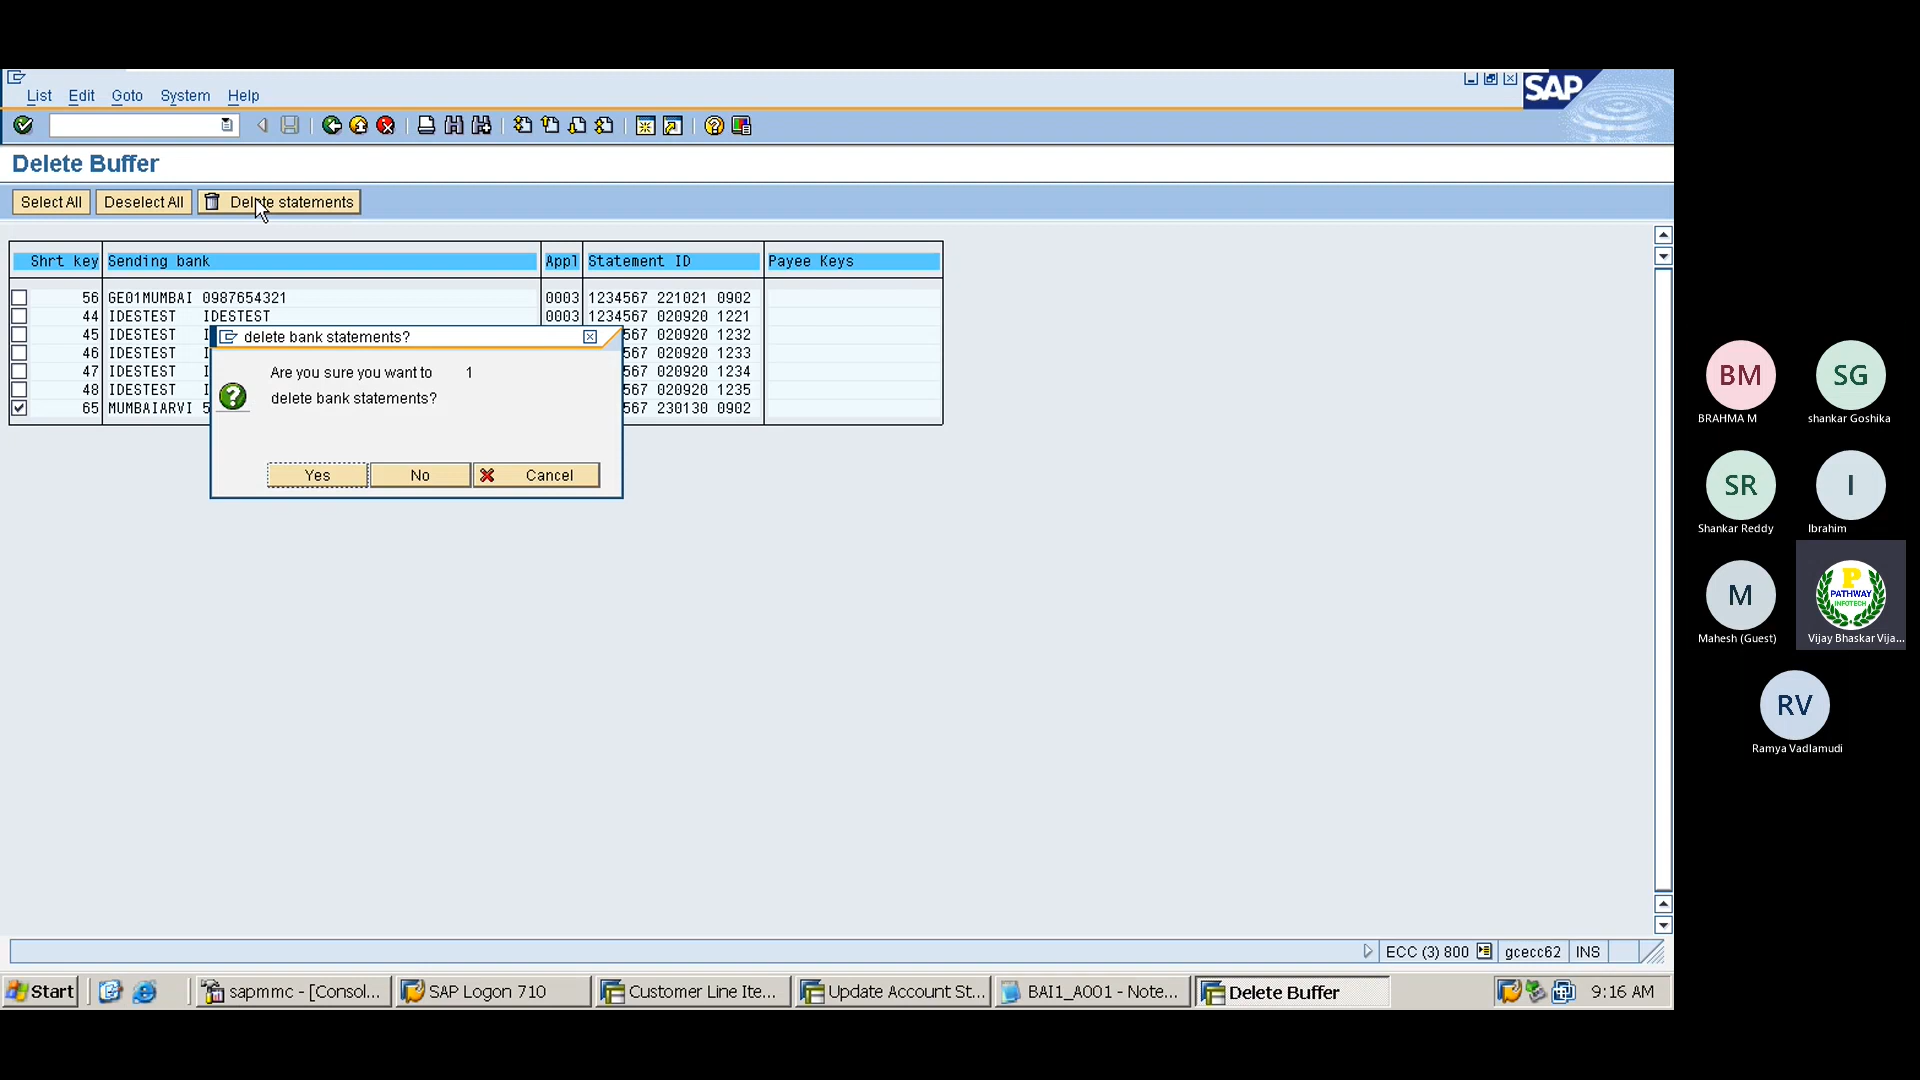 List Edit Goto System Help
SAP
Delete Buffer
Select All Deselect All Delete statements
Shrt key Sending bank Appl Statement ID Payee Keys
56 GE01MUMBAI 0987654321 0003 1234567 221021 0902
44 IDESTEST IDESTEST 0003 1234567 020920 1221
45 IDESTEST I 567 020920 1232
46 IDESTEST I 567 020920 1233
47 IDESTEST I 567 020920 1234
48 IDESTEST I 567 020920 1235
65 MUMBAIARVI 5 567 230130 0902
delete bank statements?
Are you sure you want to 1
delete bank statements?
Yes No Cancel
BM SG
BRAHMA M shankar Goshika
SR I
Shankar Reddy Ibrahim
M P PATHWAY INFOTECH
Mahesh (Guest) Vijay Bhaskar Vija...
RV
Ramya Vadlamudi
ECC (3) 800 gcecc62 INS
Start sapmmc - [Consol... SAP Logon 710 Customer Line Ite... Update Account St... BAI1_A001 - Note... Delete Buffer 9:16 AM